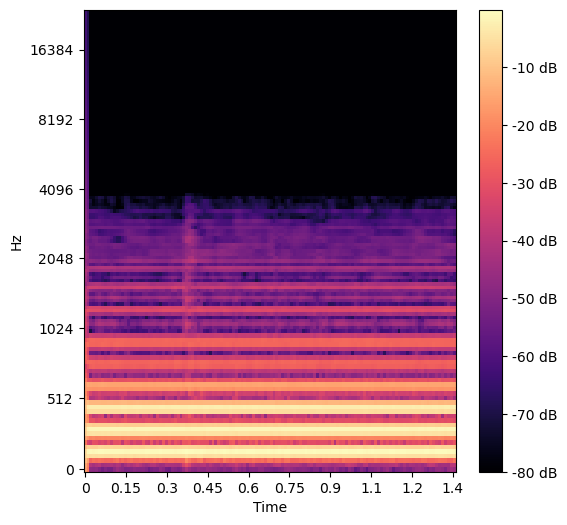 16384
8192
4096
2048
1024
512
0
Hz
0 0.15 0.3 0.45 0.6 0.75 0.9 1.1 1.2 1.4
Time
-10 dB
-20 dB
-30 dB
-40 dB
-50 dB
-60 dB
-70 dB
-80 dB